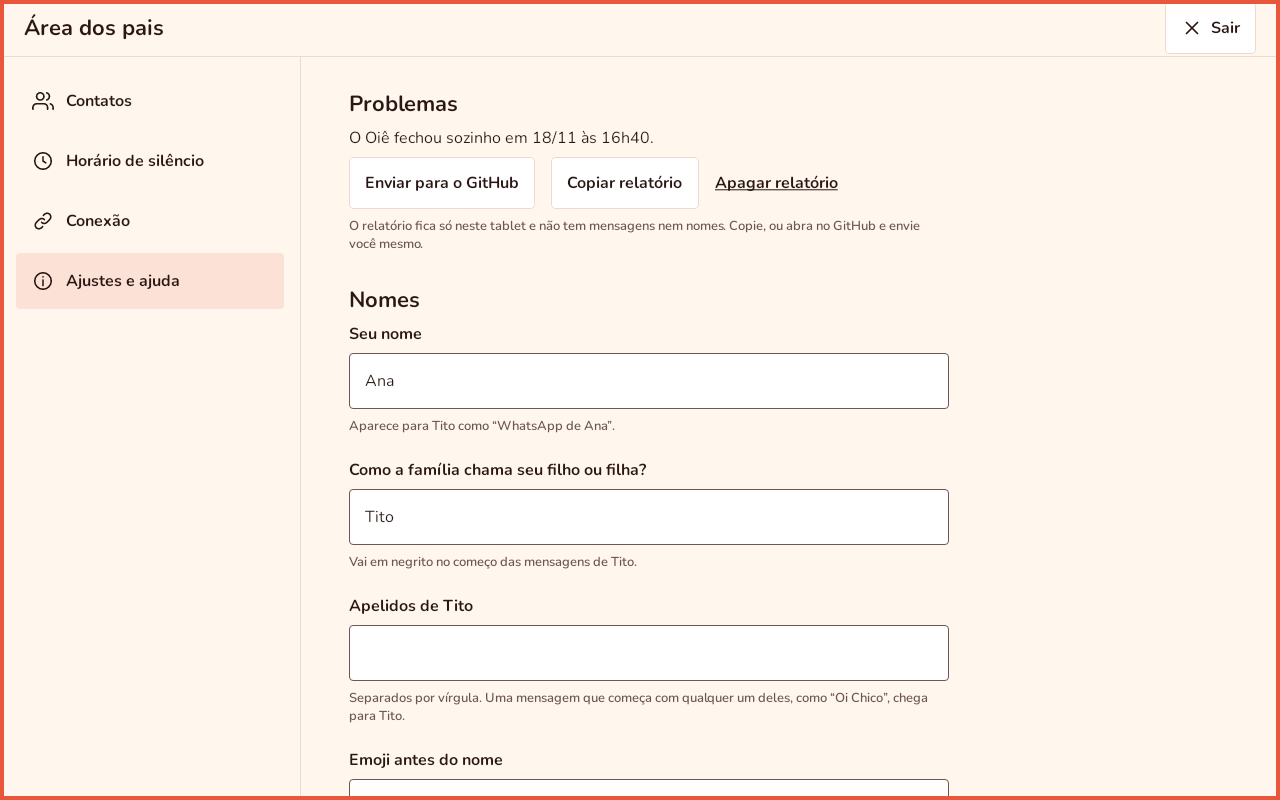 Área dos pais
Sair
Contatos
Horário de silêncio
Conexão
Ajustes e ajuda
Problemas
O Oiê fechou sozinho em 18/11 às 16h40.
Enviar para o GitHub
Copiar relatório
Apagar relatório
O relatório fica só neste tablet e não tem mensagens nem nomes. Copie, ou abra no GitHub e envie
você mesmo.
Nomes
Seu nome
Ana
Aparece para Tito como “WhatsApp de Ana”.
Como a família chama seu filho ou filha?
Tito
Vai em negrito no começo das mensagens de Tito.
Apelidos de Tito
Separados por vírgula. Uma mensagem que começa com qualquer um deles, como “Oi Chico”, chega
para Tito.
Emoji antes do nome